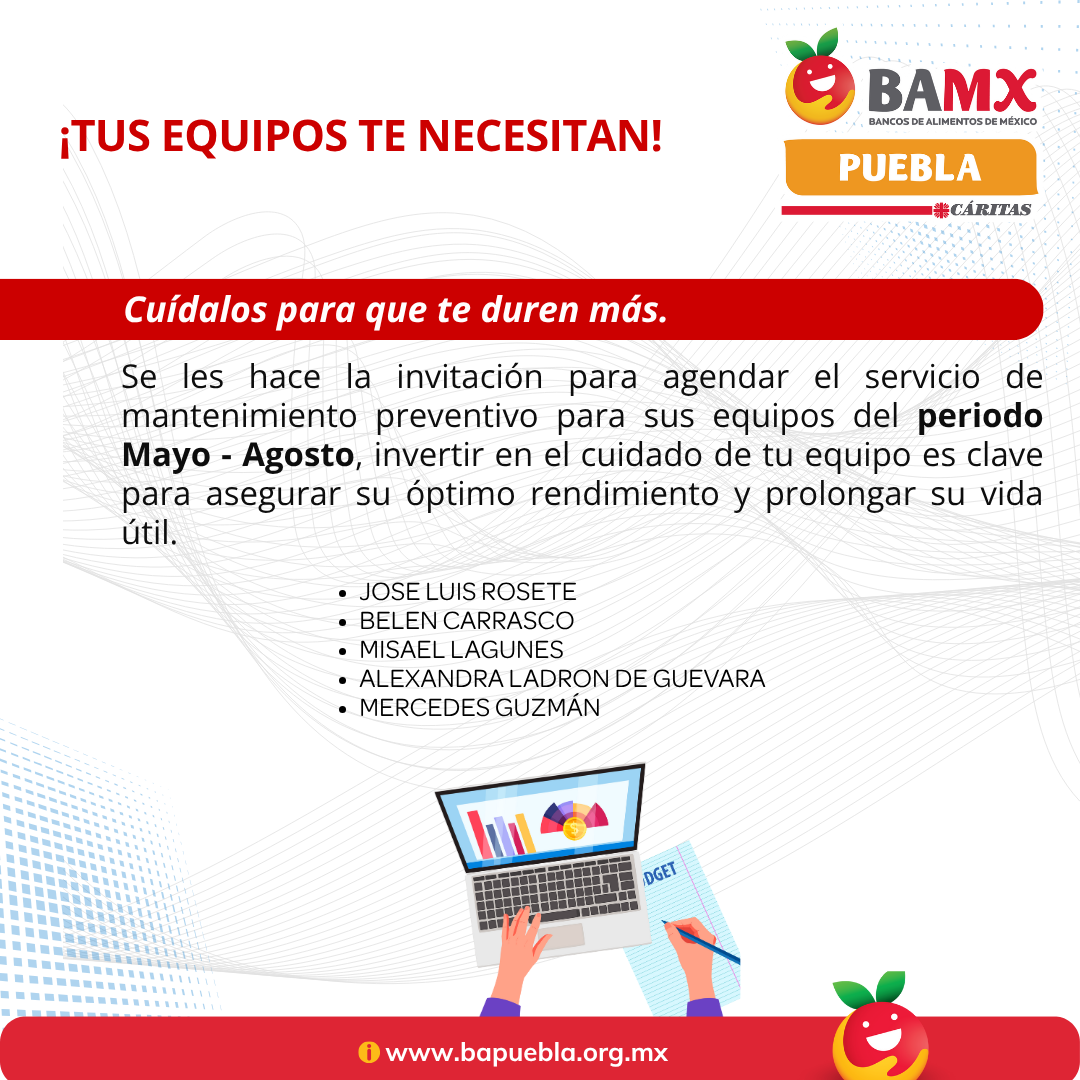 BAMX
BANCOS DE ALIMENTOS DE MÉXICO
PUEBLA
CÁRITAS
¡TUS EQUIPOS TE NECESITAN!
Cuídalos para que te duren más.
Se les hace la invitación para agendar el servicio de
mantenimiento preventivo para sus equipos del periodo
Mayo - Agosto, invertir en el cuidado de tu equipo es clave
para asegurar su óptimo rendimiento y prolongar su vida
útil.
• JOSE LUIS ROSETE
• BELEN CARRASCO
• MISAEL LAGUNES
• ALEXANDRA LADRON DE GUEVARA
• MERCEDES GUZMÁN
$
DGET
www.bapuebla.org.mx